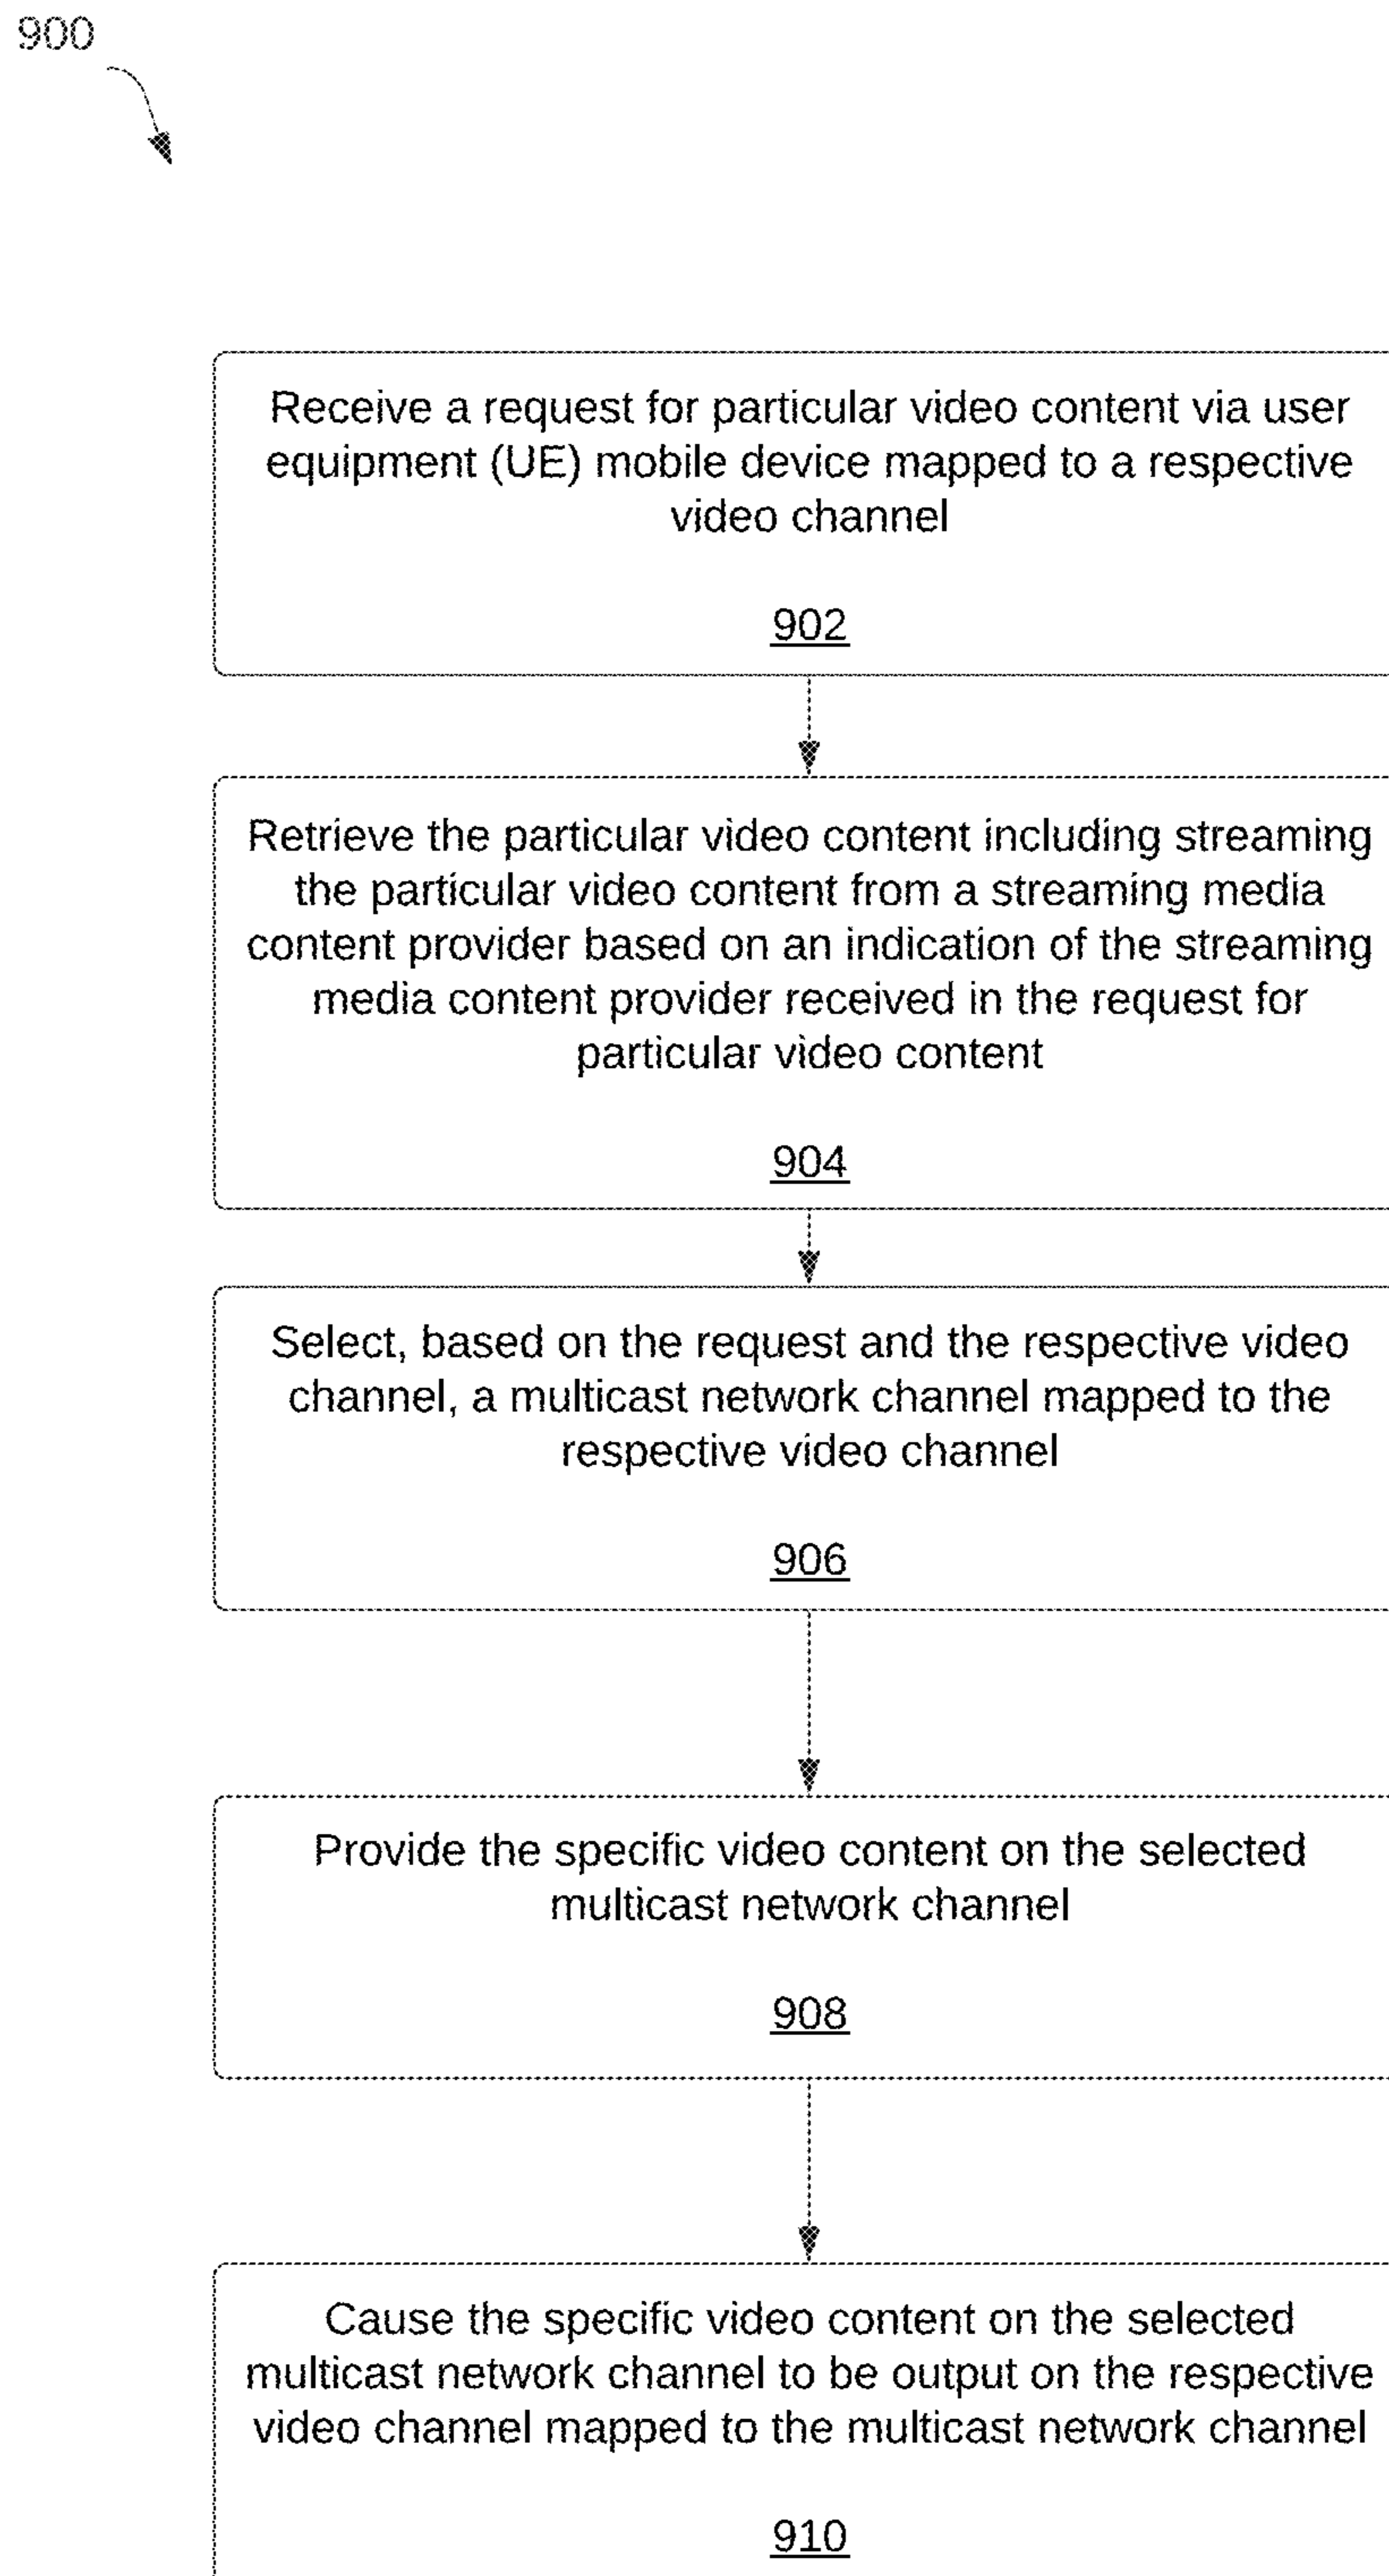 900
Receive a request for particular video content via user
equipment (UE) mobile device mapped to a respective
video channel
902
Retrieve the particular video content including streaming
the particular video content from a streaming media
content provider based on an indication of the streaming
media content provider received in the request for
particular video content
904
Select, based on the request and the respective video
channel, a multicast network channel mapped to the
respective video channel
906
Provide the specific video content on the selected
multicast network channel
908
Cause the specific video content on the selected
multicast network channel to be output on the respective
video channel mapped to the multicast network channel
910